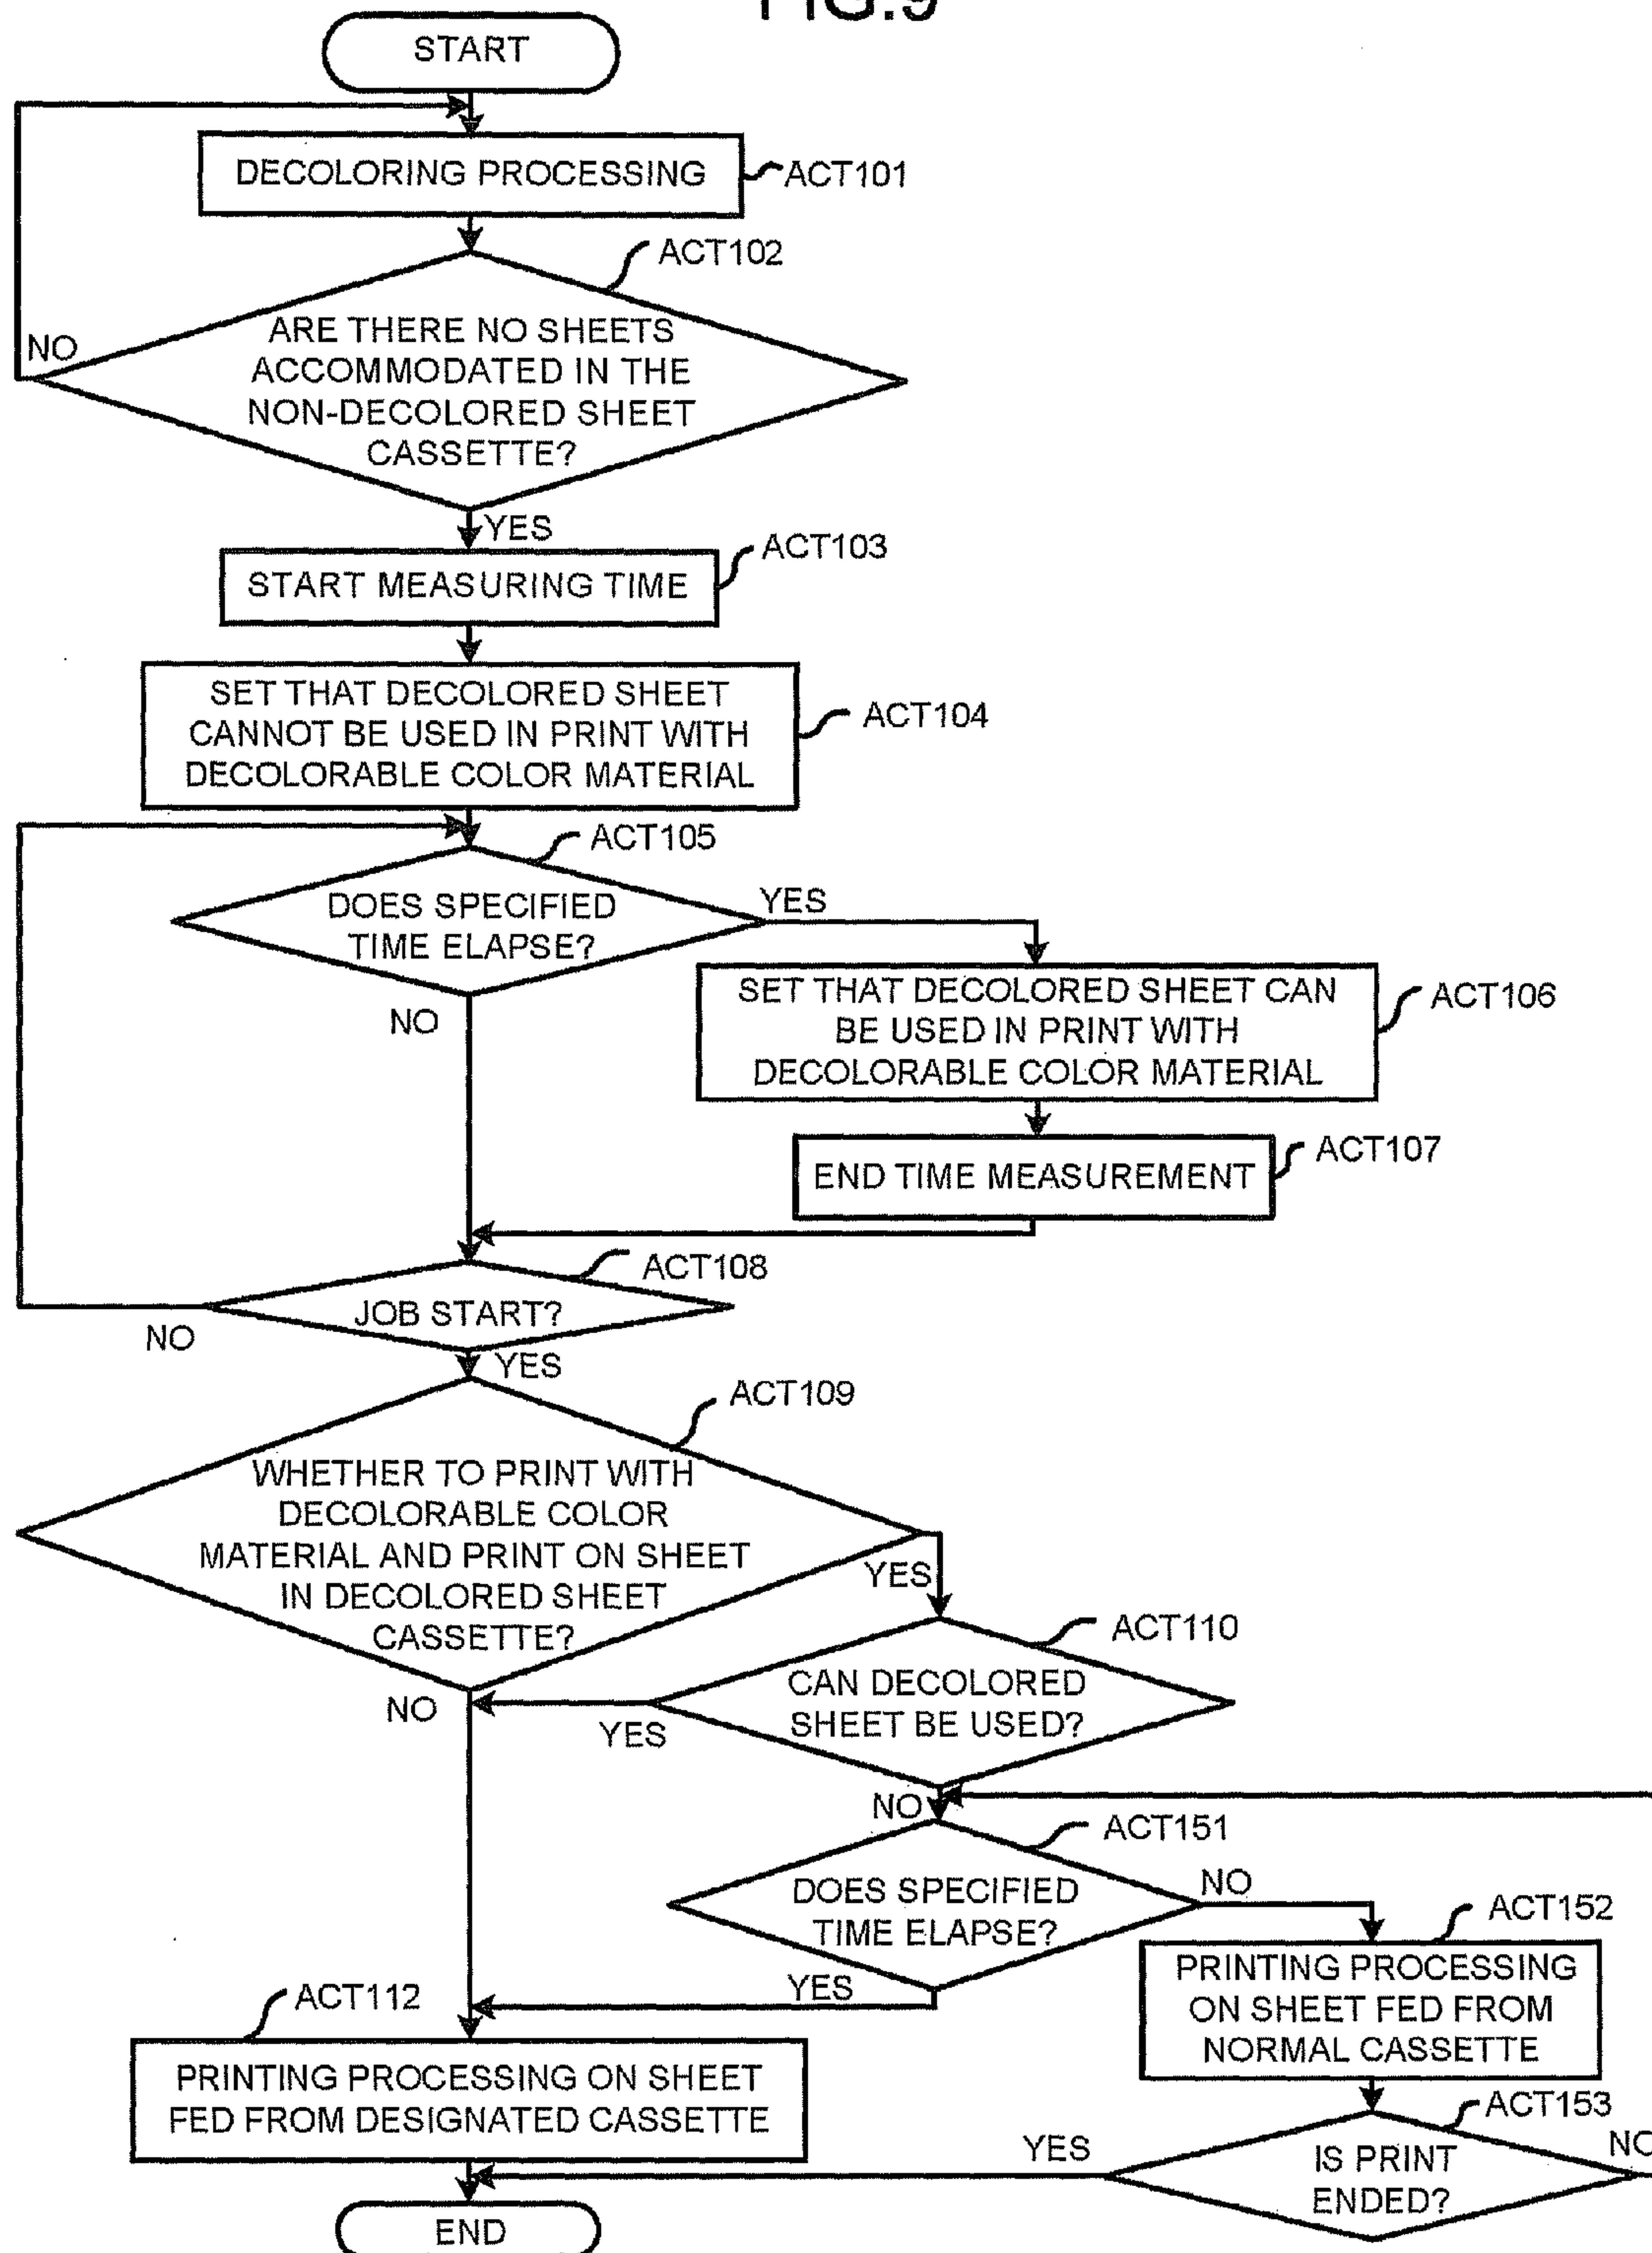 FIG.9
START
DECOLORING PROCESSING
ACT101
ACT102
ARE THERE NO SHEETS
ACCOMMODATED IN THE
NON-DECOLORED SHEET
CASSETTE?
NO
YES
ACT103
START MEASURING TIME
SET THAT DECOLORED SHEET
CANNOT BE USED IN PRINT WITH
DECOLORABLE COLOR MATERIAL
ACT104
ACT105
DOES SPECIFIED
TIME ELAPSE?
YES
NO
SET THAT DECOLORED SHEET CAN
BE USED IN PRINT WITH
DECOLORABLE COLOR MATERIAL
ACT106
END TIME MEASUREMENT
ACT107
ACT108
JOB START?
NO
YES
ACT109
WHETHER TO PRINT WITH
DECOLORABLE COLOR
MATERIAL AND PRINT ON SHEET
IN DECOLORED SHEET
CASSETTE?
YES
NO
ACT110
CAN DECOLORED
SHEET BE USED?
YES
NO
ACT151
DOES SPECIFIED
TIME ELAPSE?
NO
YES
ACT152
PRINTING PROCESSING
ON SHEET FED FROM
NORMAL CASSETTE
ACT112
PRINTING PROCESSING ON SHEET
FED FROM DESIGNATED CASSETTE
ACT153
IS PRINT
ENDED?
YES
NO
END